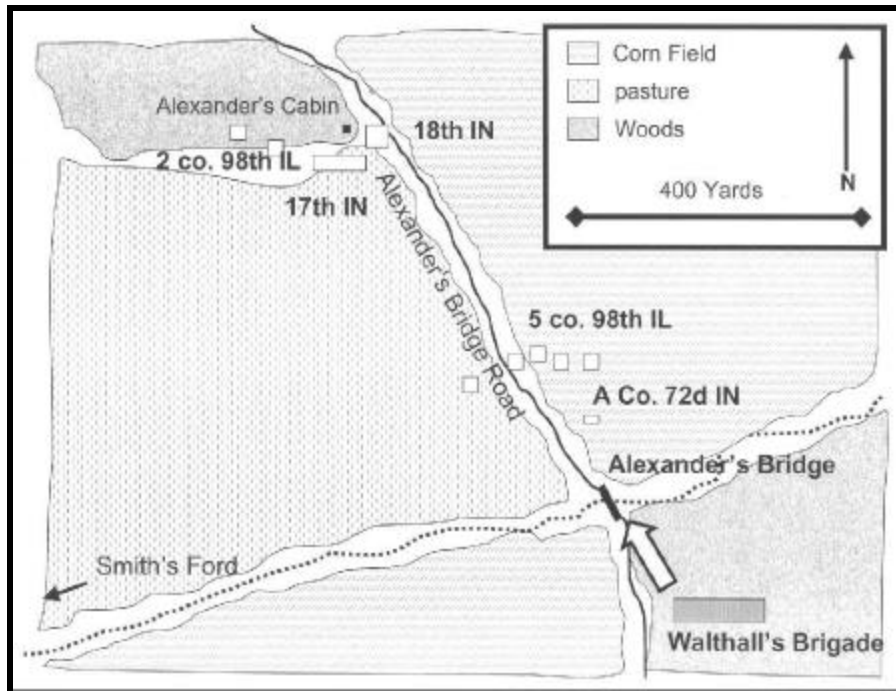 Corn Field
pasture
Woods
N
400 Yards
Alexander's Cabin
18th IN
2 co. 98th IL
17th IN
Alexander's Bridge Road
5 co. 98th IL
A Co. 72d IN
Alexander's Bridge
Smith's Ford
Walthall's Brigade